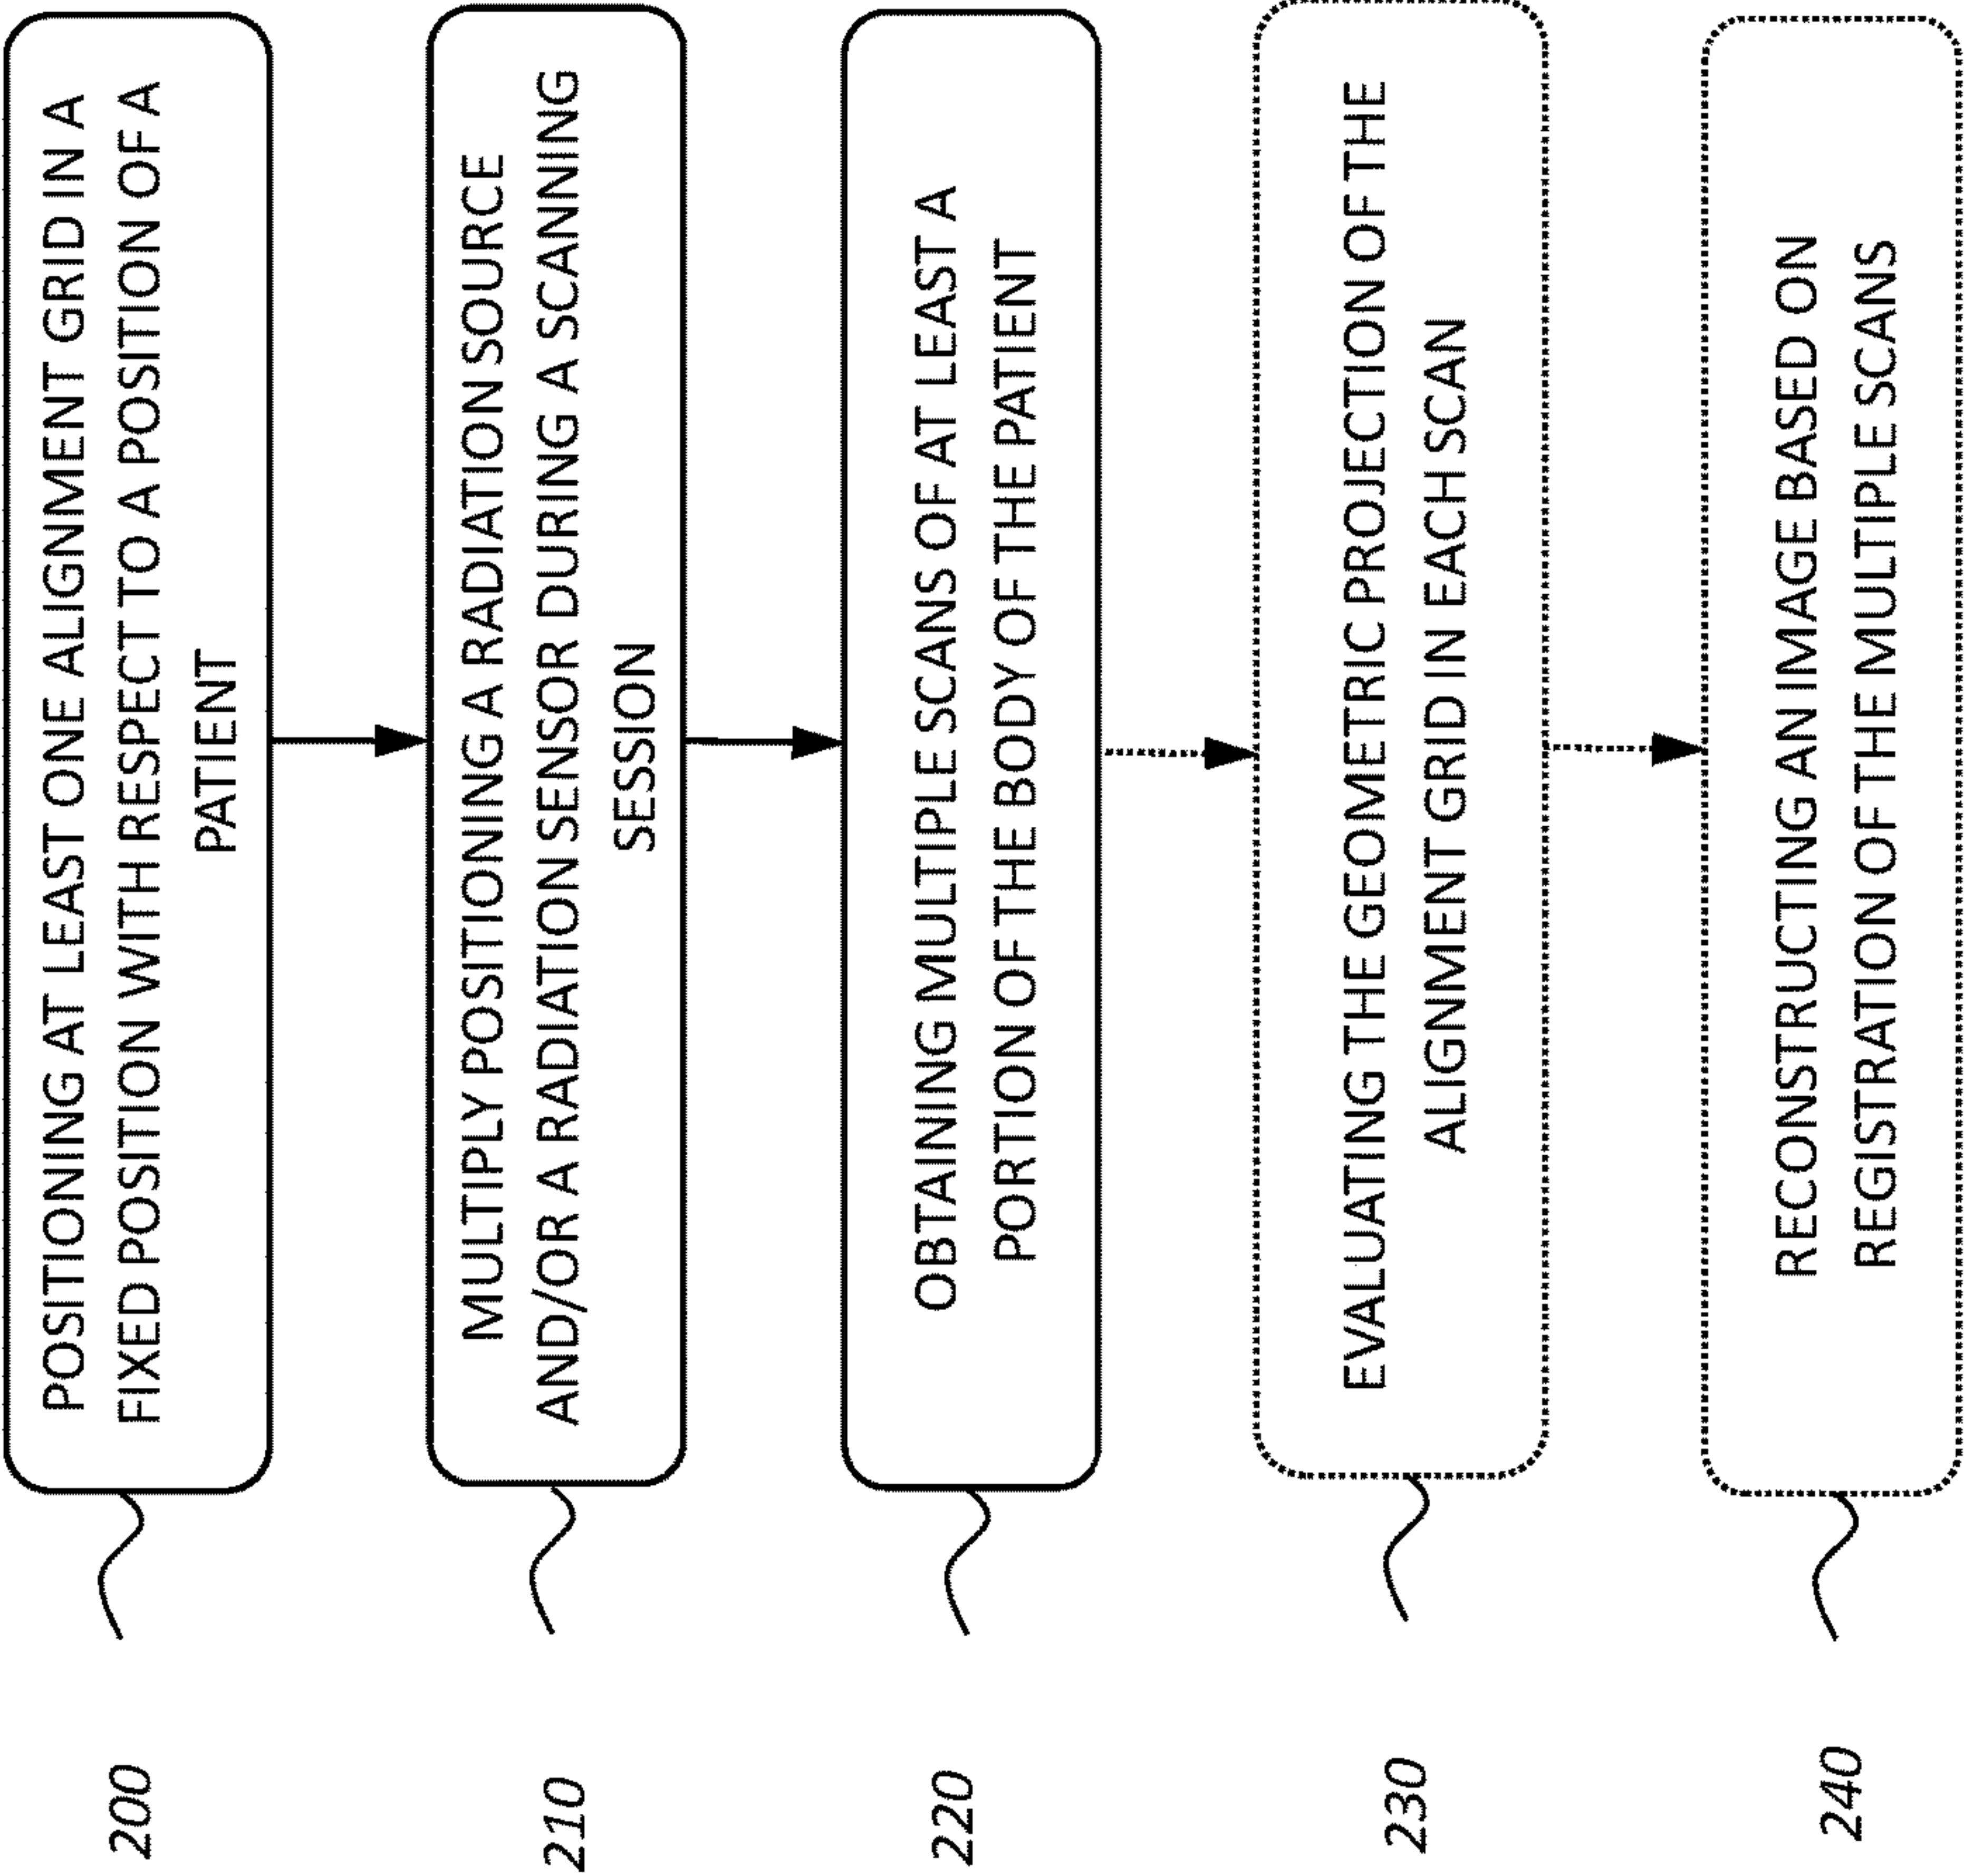 200
POSITIONING AT LEAST ONE ALIGNMENT GRID IN A
FIXED POSITION WITH RESPECT TO A POSITION OF A
PATIENT
210
MULTIPLY POSITIONING A RADIATION SOURCE
AND/OR A RADIATION SENSOR DURING A SCANNING
SESSION
220
OBTAINING MULTIPLE SCANS OF AT LEAST A
PORTION OF THE BODY OF THE PATIENT
230
EVALUATING THE GEOMETRIC PROJECTION OF THE
ALIGNMENT GRID IN EACH SCAN
240
RECONSTRUCTING AN IMAGE BASED ON
REGISTRATION OF THE MULTIPLE SCANS